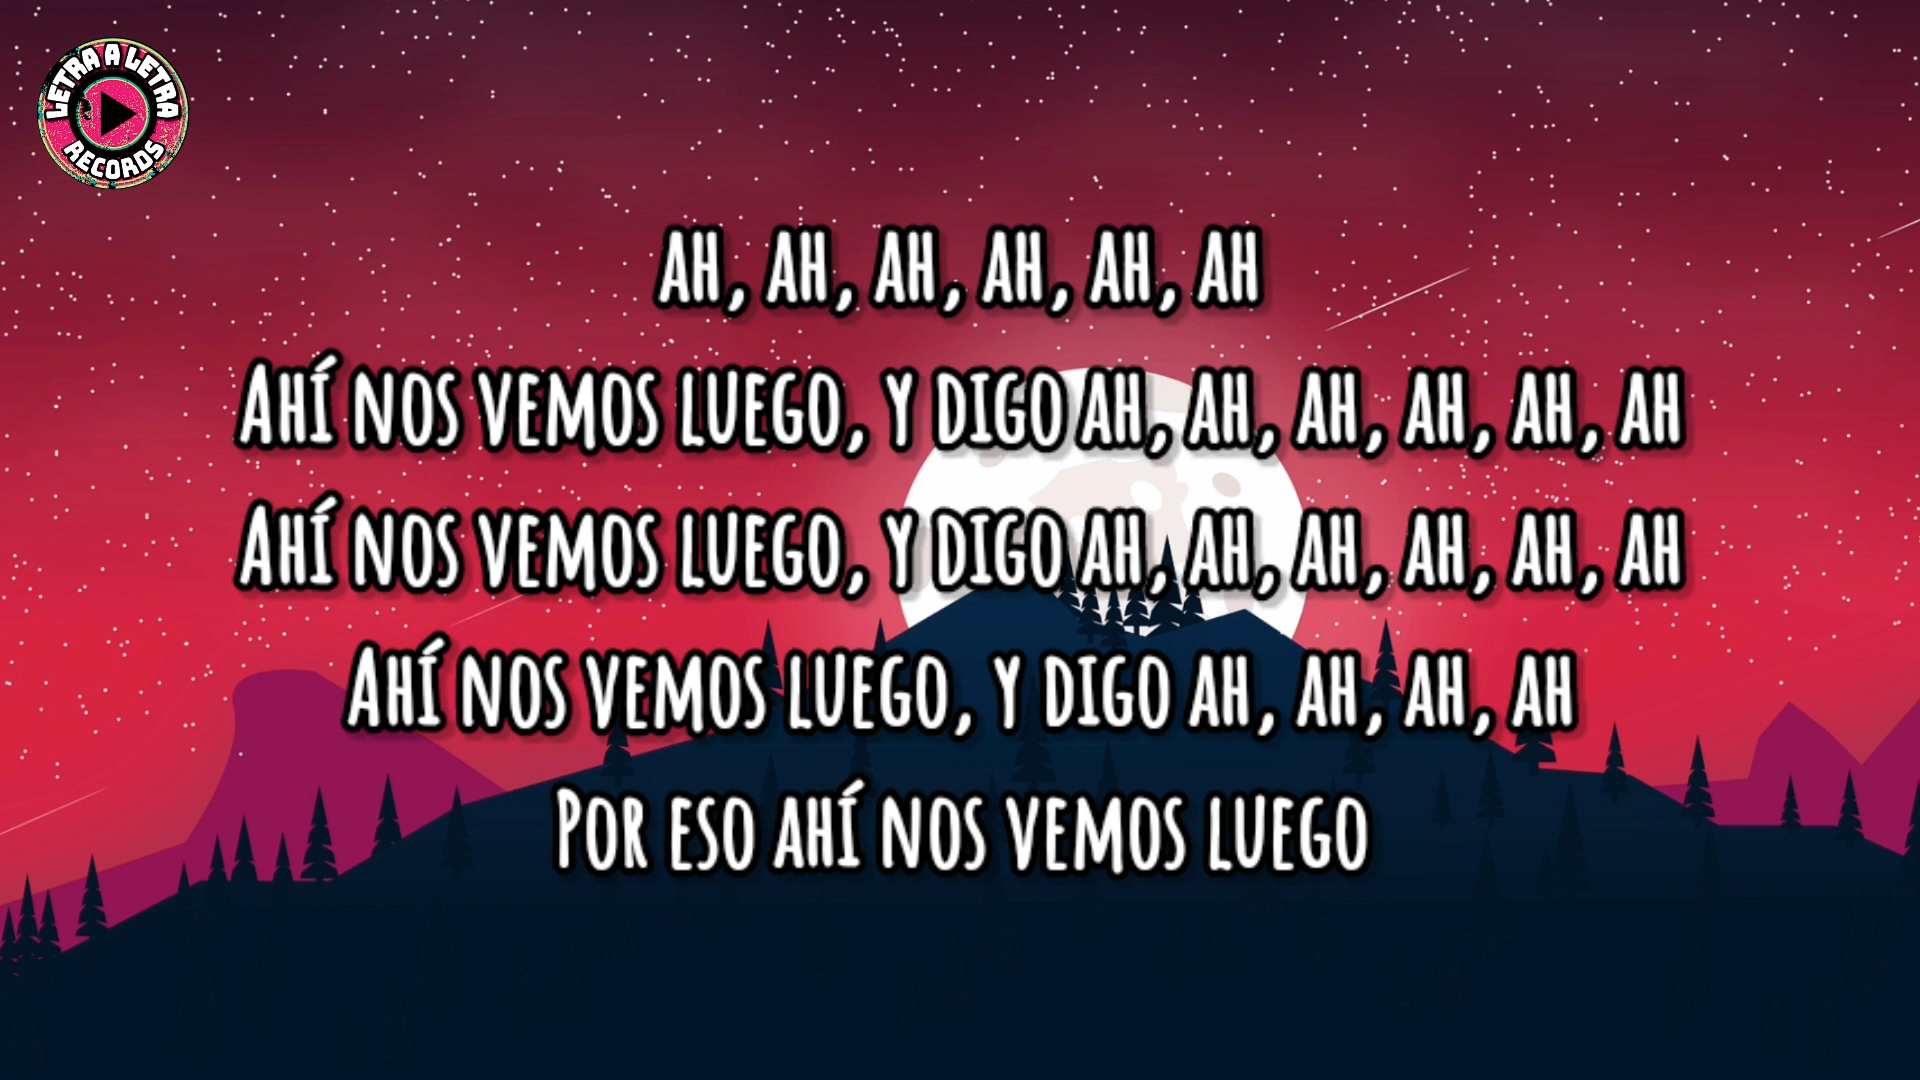 LETRA A LETRA
RECORDS
AH, AH, AH, AH, AH, AH
AHÍ NOS VEMOS LUEGO, Y DIGO AH, AH, AH, AH, AH, AH
AHÍ NOS VEMOS LUEGO, Y DIGO AH, AH, AH, AH, AH, AH
AHÍ NOS VEMOS LUEGO, Y DIGO AH, AH, AH, AH
POR ESO AHÍ NOS VEMOS LUEGO